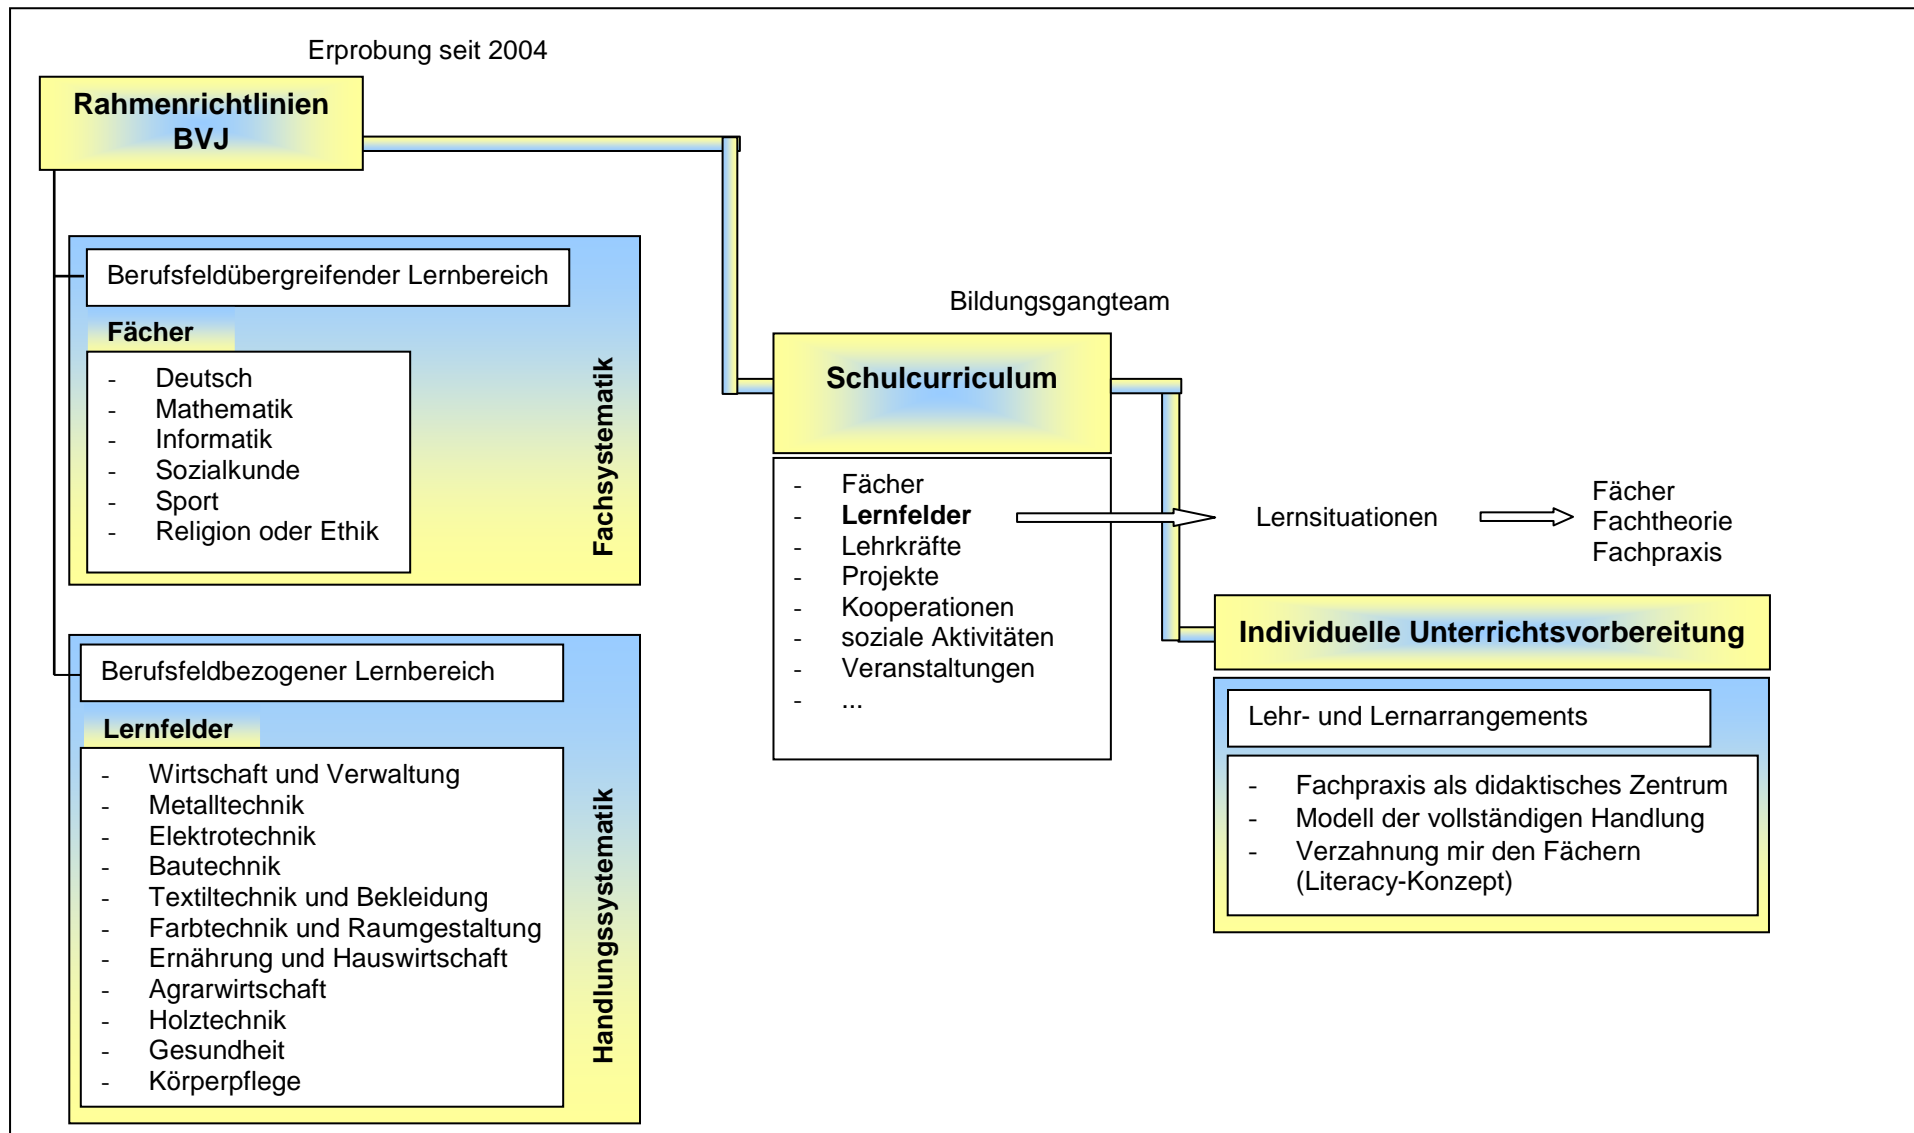 Erprobung seit 2004
Rahmenrichtlinien
BVJ
Berufsfeldübergreifender Lernbereich
Fächer
- Deutsch
- Mathematik
- Informatik
- Sozialkunde
- Sport
- Religion oder Ethik
Fachsystematik
Berufsfeldbezogener Lernbereich
Lernfelder
- Wirtschaft und Verwaltung
- Metalltechnik
- Elektrotechnik
- Bautechnik
- Textiltechnik und Bekleidung
- Farbtechnik und Raumgestaltung
- Ernährung und Hauswirtschaft
- Agrarwirtschaft
- Holztechnik
- Gesundheit
- Körperpflege
Handlungssystematik
Bildungsgangteam
Schulcurriculum
- Fächer
- Lernfelder
- Lehrkräfte
- Projekte
- Kooperationen
- soziale Aktivitäten
- Veranstaltungen
- ...
Lernsituationen
Fächer
Fachtheorie
Fachpraxis
Individuelle Unterrichtsvorbereitung
Lehr- und Lernarrangements
- Fachpraxis als didaktisches Zentrum
- Modell der vollständigen Handlung
- Verzahnung mir den Fächern
(Literacy-Konzept)